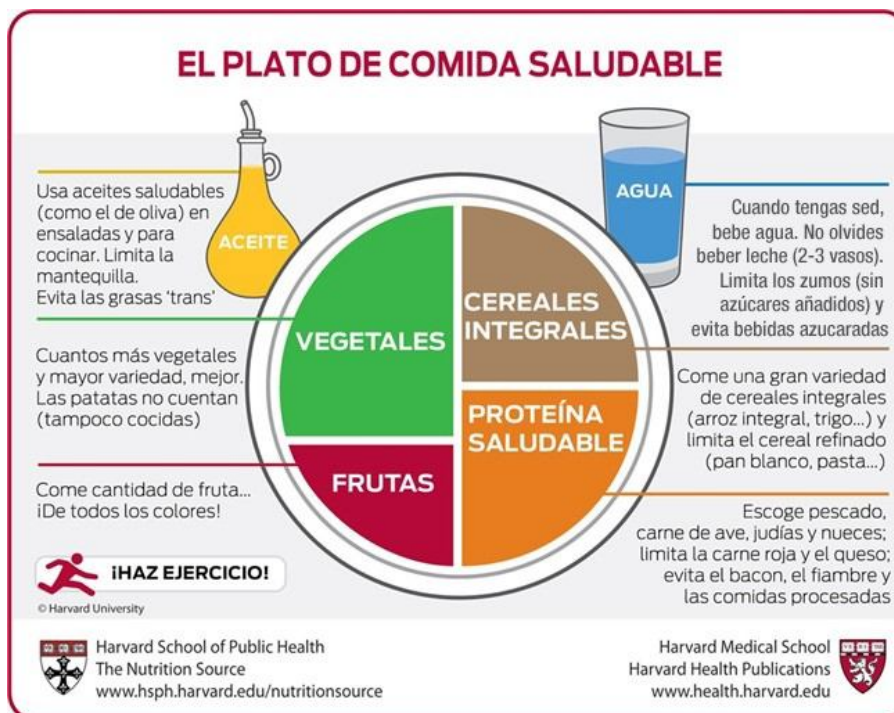 EL PLATO DE COMIDA SALUDABLE
Usa aceites saludables
(como el de oliva) en
ensaladas y para
cocinar. Limita la
mantequilla.
Evita las grasas ‘trans’
ACEITE
Cuantos más vegetales
y mayor variedad, mejor.
Las patatas no cuentan
(tampoco cocidas)
Come cantidad de fruta...
¡De todos los colores!
VEGETALES
FRUTAS
CEREALES
INTEGRALES
PROTEÍNA
SALUDABLE
AGUA
Cuando tengas sed,
bebe agua. No olvides
beber leche (2-3 vasos).
Limita los zumos (sin
azúcares añadidos) y
evita bebidas azucaradas
Come una gran variedad
de cereales integrales
(arroz integral, trigo...) y
limita el cereal refinado
(pan blanco, pasta...)
Escoge pescado,
carne de ave, judías y nueces;
limita la carne roja y el queso;
evita el bacon, el fiambre y
las comidas procesadas
¡HAZ EJERCICIO!
© Harvard University
Harvard School of Public Health
The Nutrition Source
www.hsph.harvard.edu/nutritionsource
Harvard Medical School
Harvard Health Publications
www.health.harvard.edu